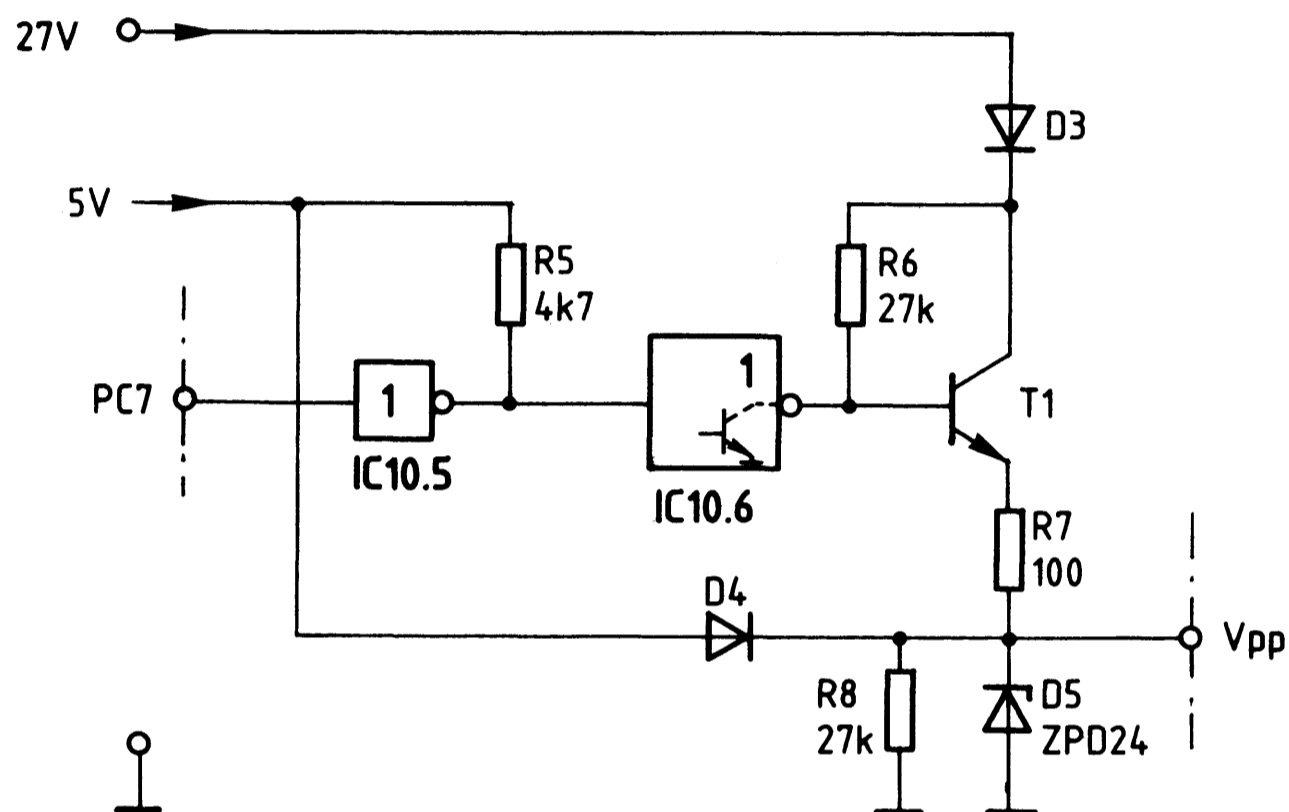 27V
D3
5V
R5
4k7
R6
27k
PC7
1
IC10.5
1
IC10.6
T1
R7
100
D4
Vpp
R8
27k
D5
ZPD24